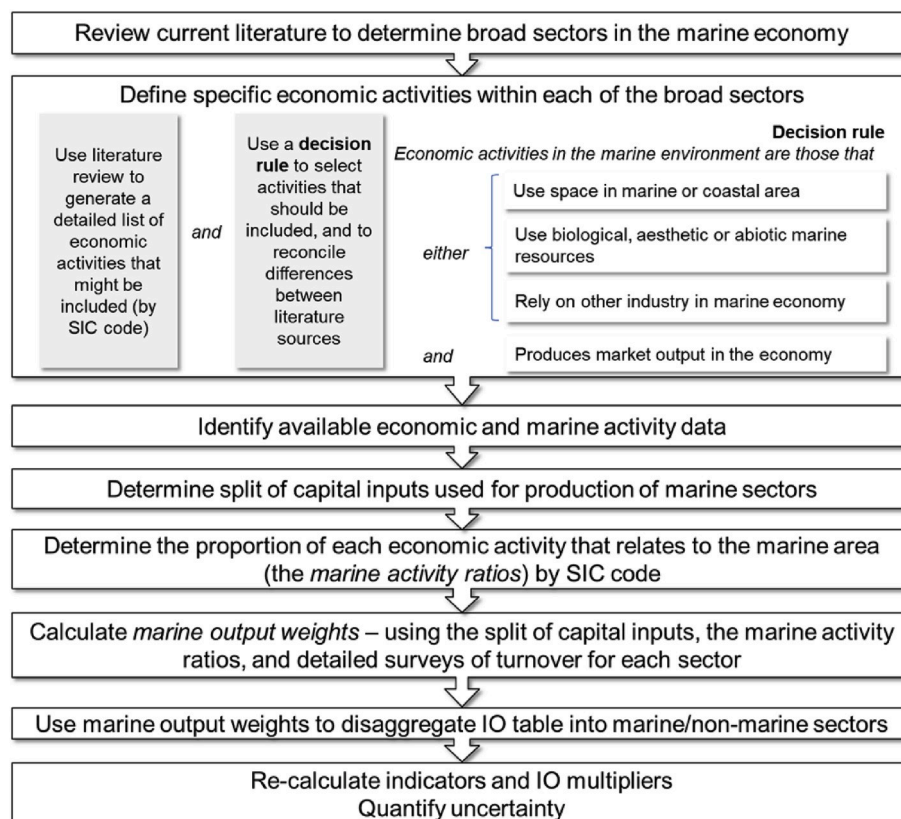 Review current literature to determine broad sectors in the marine economy
Define specific economic activities within each of the broad sectors
Use literature
review to
generate a
detailed list of
economic
activities that
might be
included (by
SIC code)
and
Use a decision
rule to select
activities that
should be
included, and to
reconcile
differences
between
literature
sources
Decision rule
Economic activities in the marine environment are those that
either
Use space in marine or coastal area
Use biological, aesthetic or abiotic marine
resources
Rely on other industry in marine economy
and
Produces market output in the economy
Identify available economic and marine activity data
Determine split of capital inputs used for production of marine sectors
Determine the proportion of each economic activity that relates to the marine area
(the marine activity ratios) by SIC code
Calculate marine output weights – using the split of capital inputs, the marine activity
ratios, and detailed surveys of turnover for each sector
Use marine output weights to disaggregate IO table into marine/non-marine sectors
Re-calculate indicators and IO multipliers
Quantify uncertainty